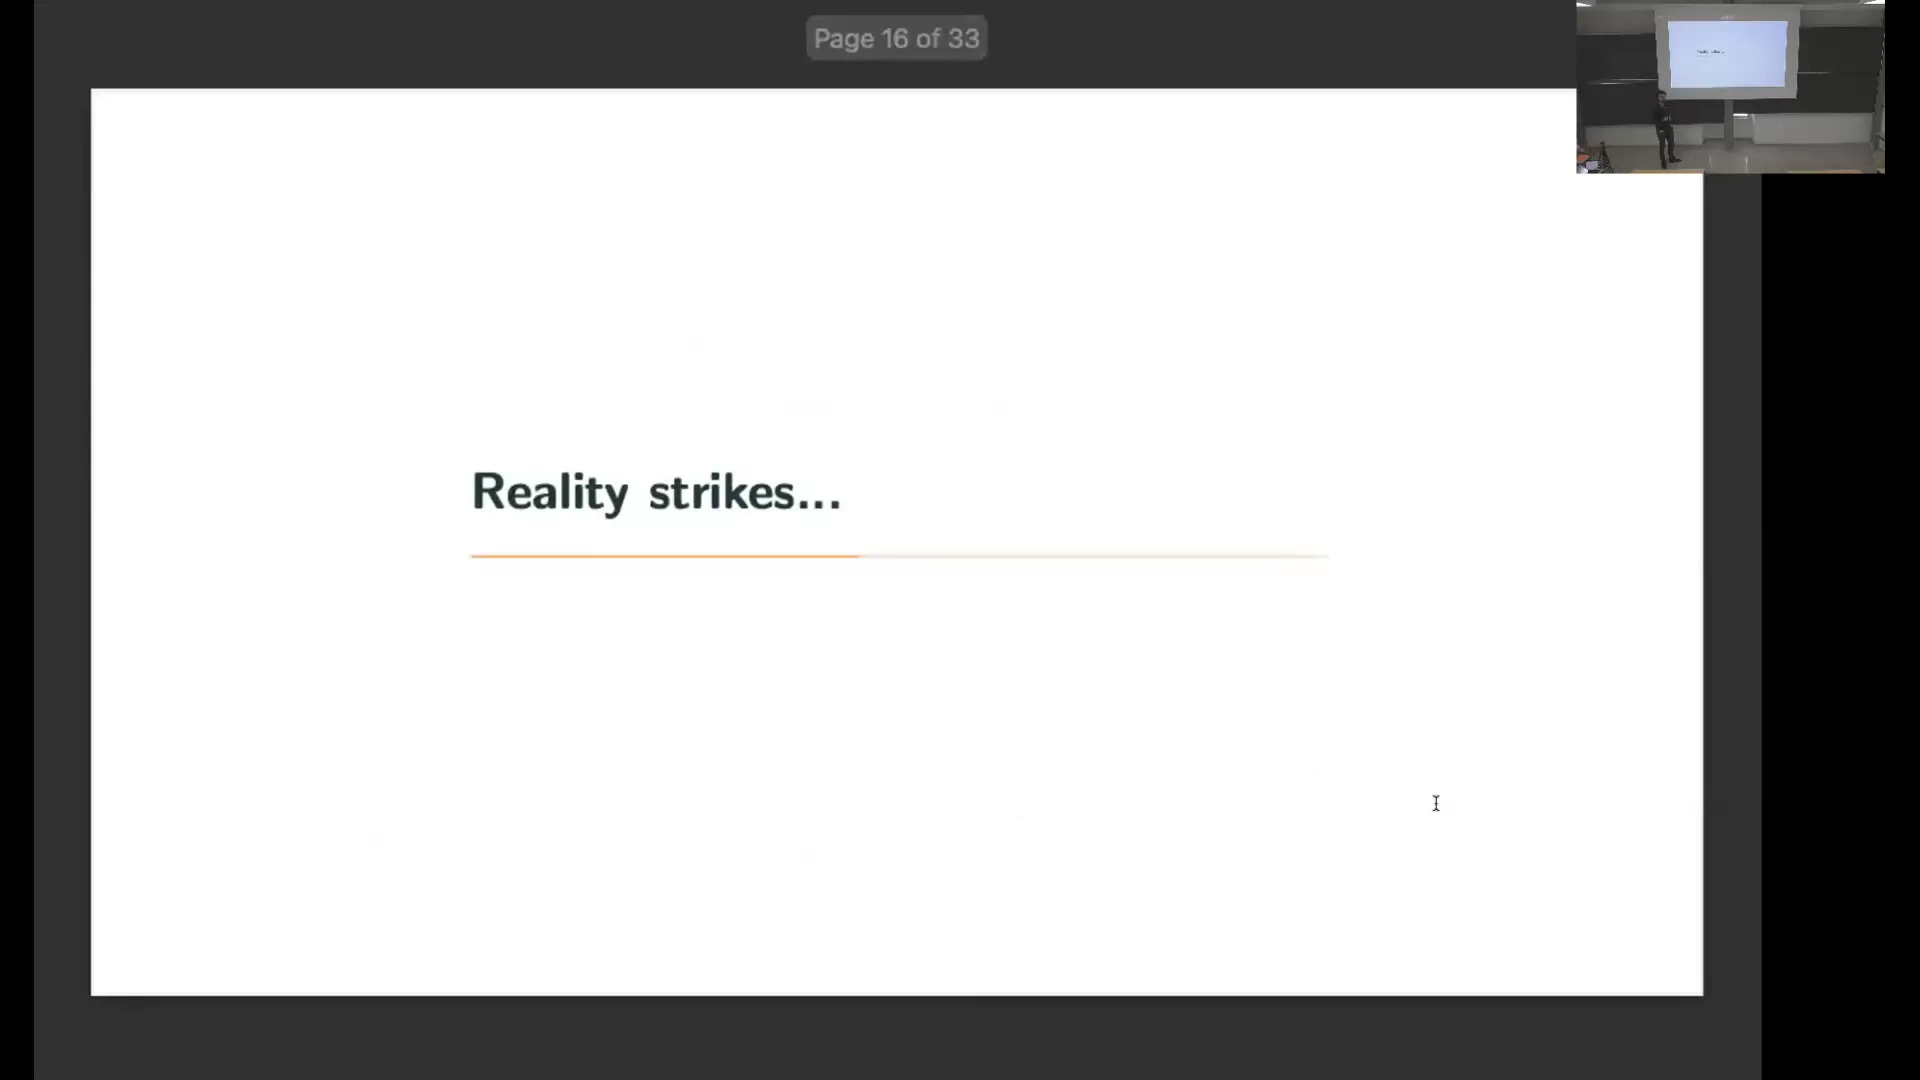 Page 16 of 33
Reality strikes...